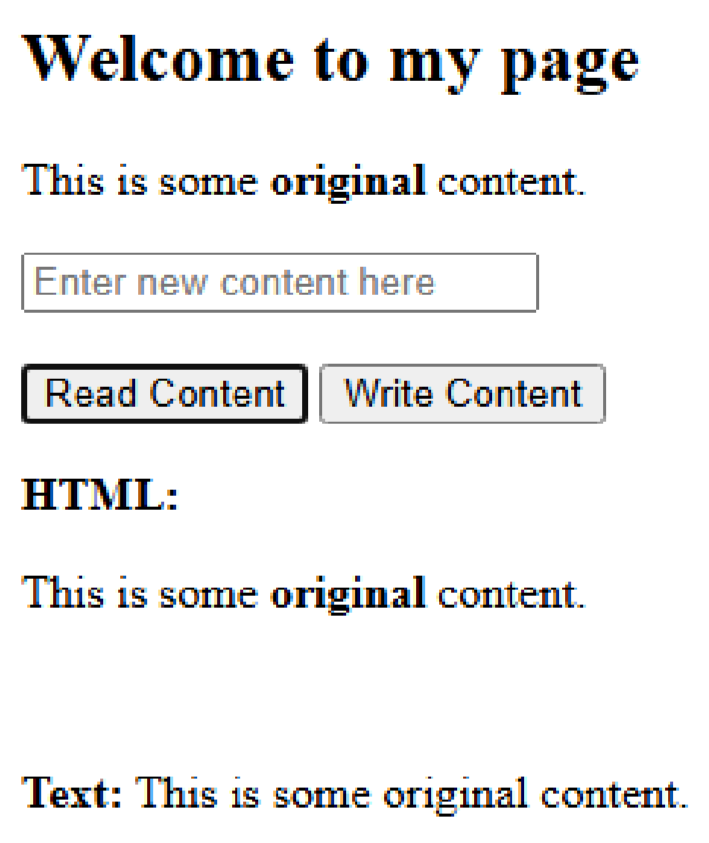 Welcome to my page
This is some original content.
Enter new content here
Read Content Write Content
HTML:
This is some original content.
Text: This is some original content.